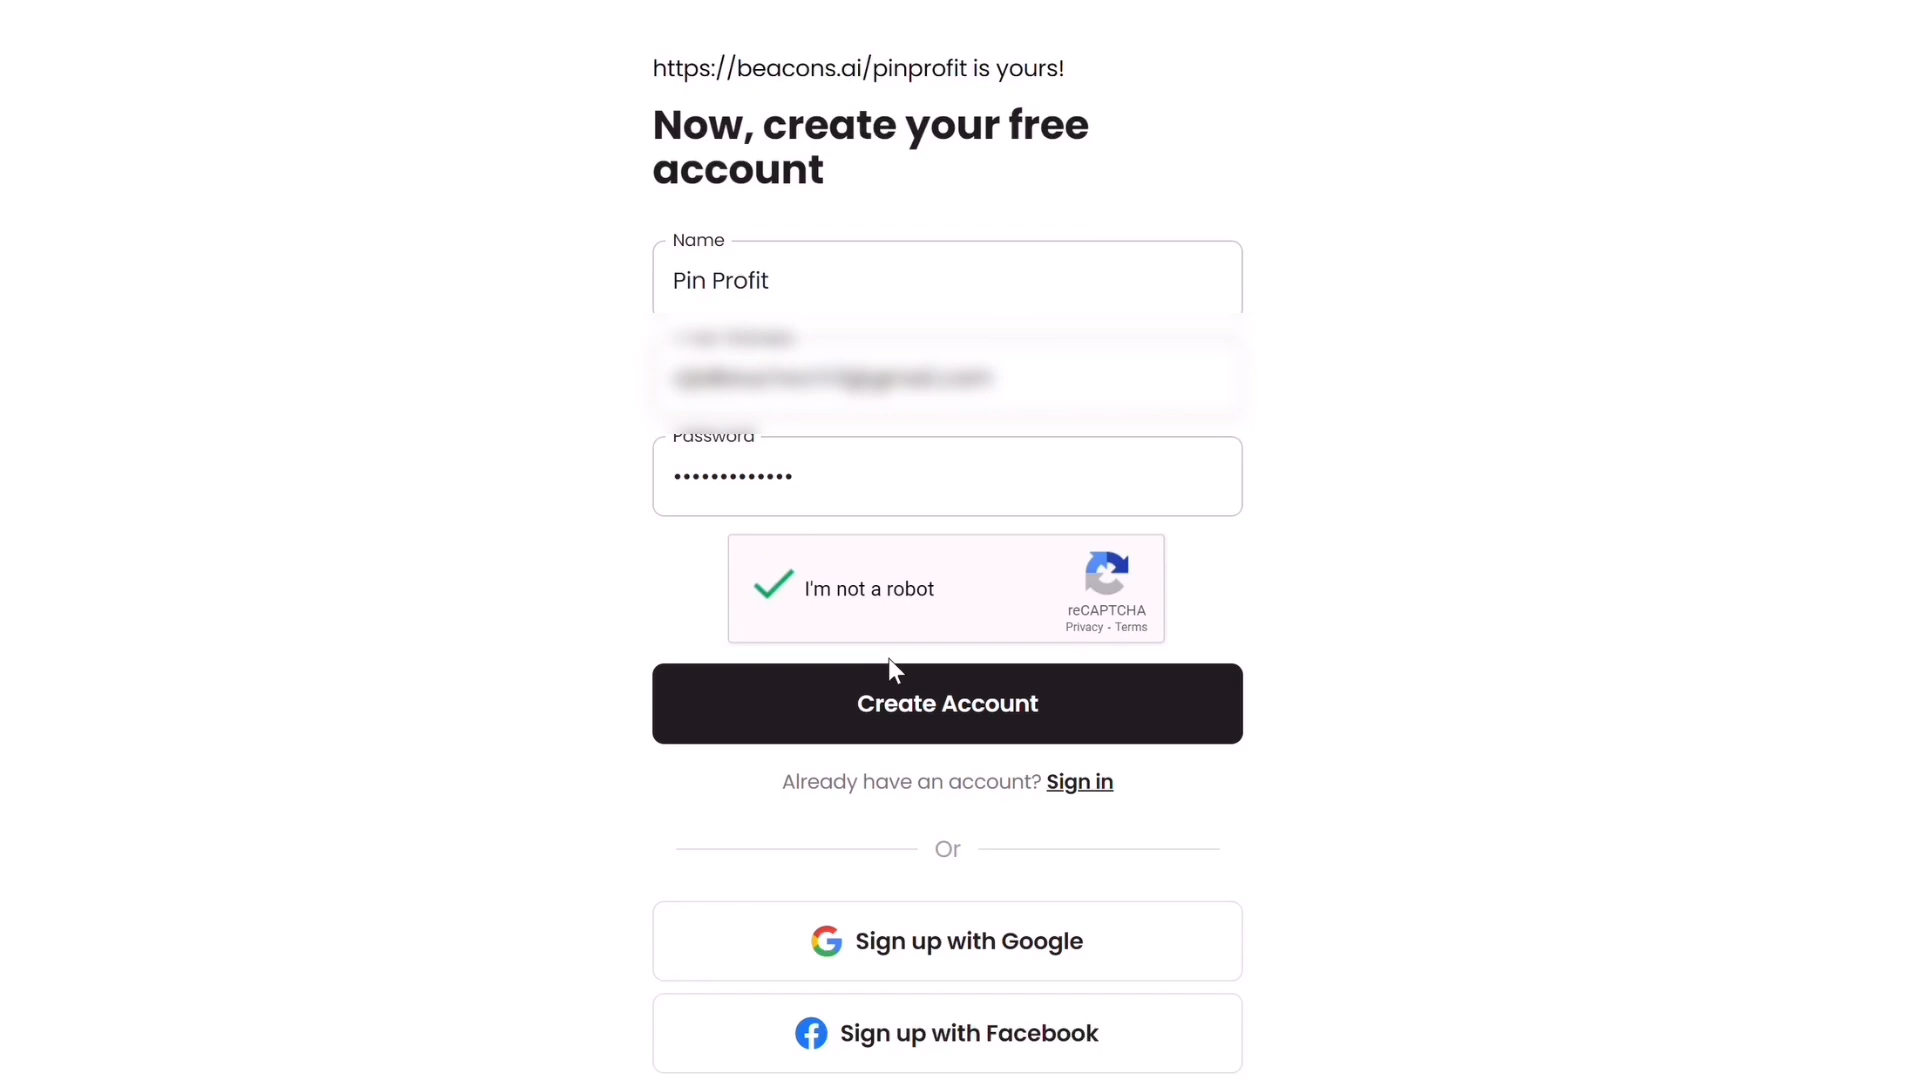 https://beacons.ai/pinprofit is yours!
Now, create your free
account
Name
Pin Profit
Password
•••••••••••••
I'm not a robot
reCAPTCHA
Privacy - Terms
Create Account
Already have an account? Sign in
Or
Sign up with Google
Sign up with Facebook